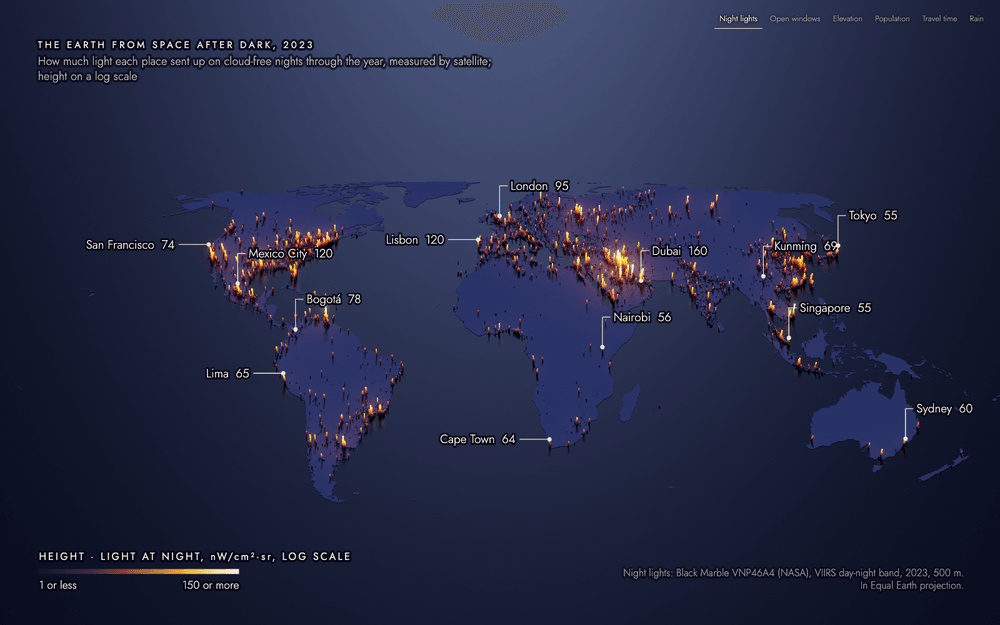 Night lights Open windows Elevation Population Travel time Rain
THE EARTH FROM SPACE AFTER DARK, 2023
How much light each place sent up on cloud-free nights through the year, measured by satellite;
height on a log scale
London 95
Tokyo 55
San Francisco 74
Lisbon 120
Mexico City 120
Dubai 160
Kunming 69
Bogotá 78
Singapore 55
Nairobi 56
Lima 65
Sydney 60
Cape Town 64
HEIGHT - LIGHT AT NIGHT, nW/cm²·sr, LOG SCALE
1 or less 150 or more
Night lights: Black Marble VNP46A4 (NASA), VIIRS day-night band, 2023, 500 m.
In Equal Earth projection.